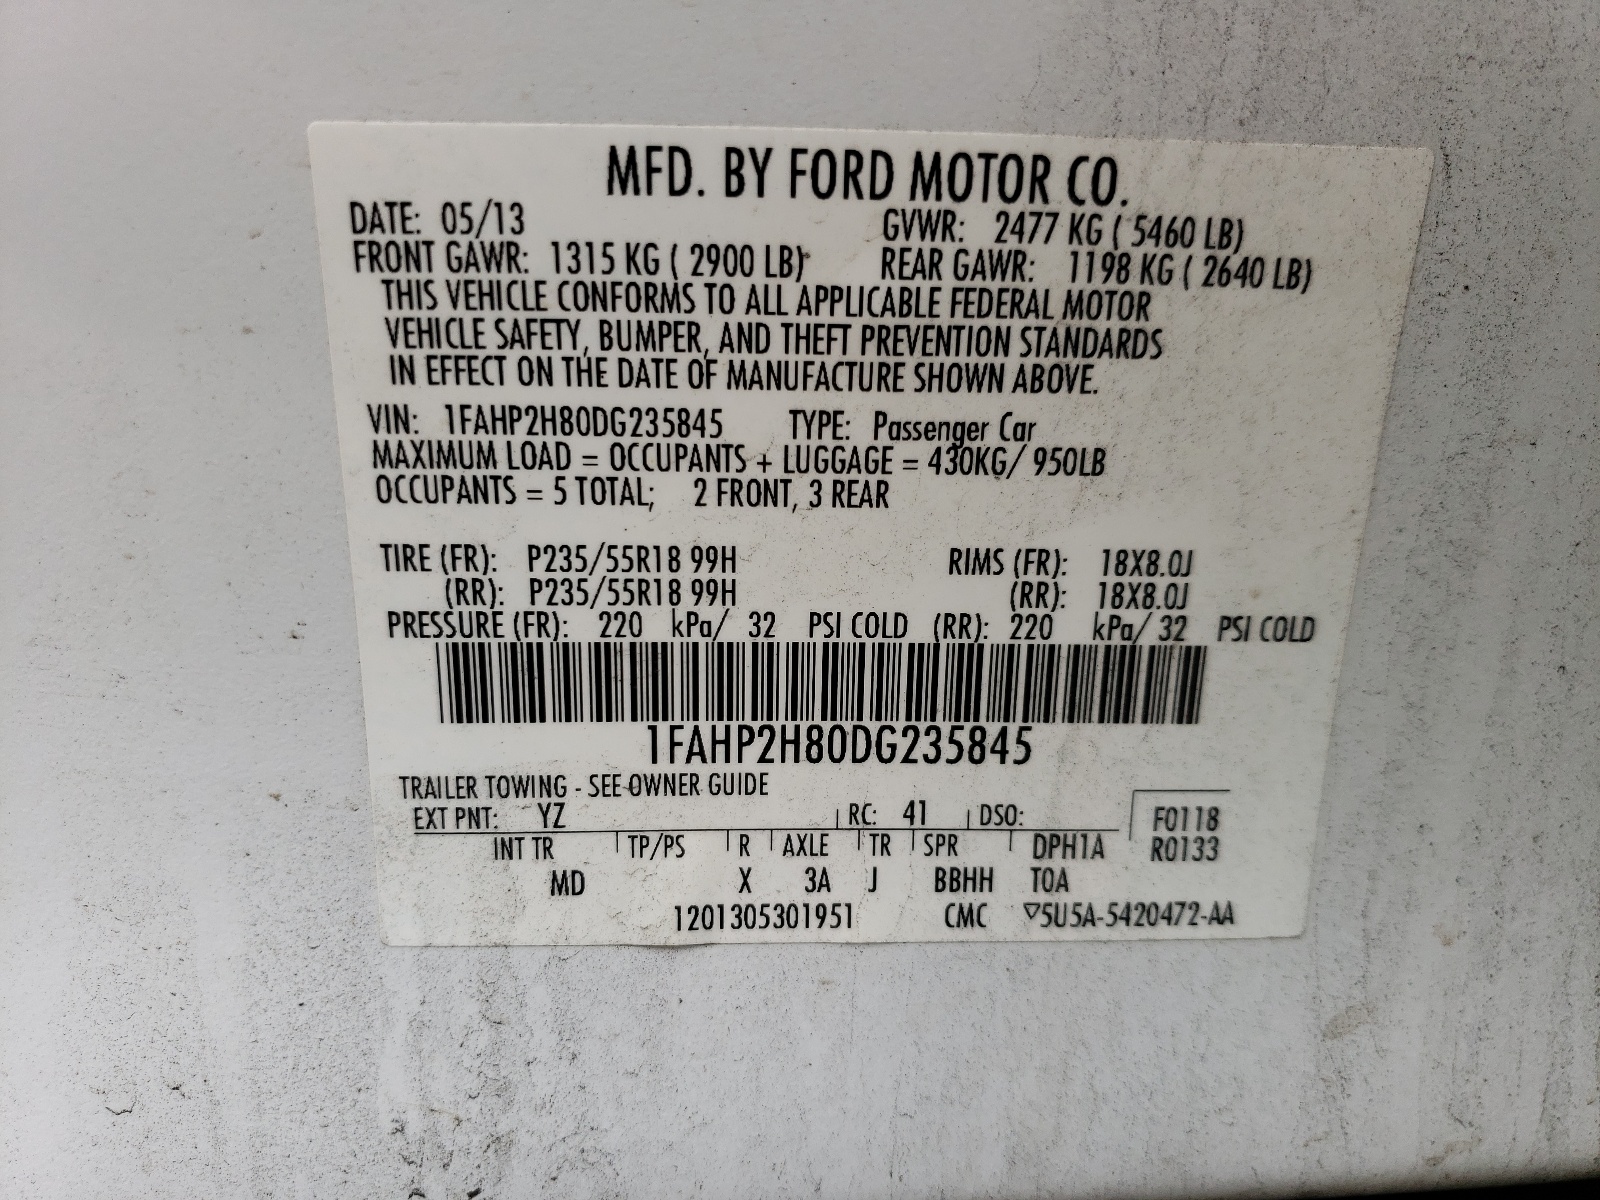 MFD. BY FORD MOTOR CO.
DATE: 05/13 GVWR: 2477 KG ( 5460 LB)
FRONT GAWR: 1315 KG ( 2900 LB) REAR GAWR: 1198 KG ( 2640 LB)
THIS VEHICLE CONFORMS TO ALL APPLICABLE FEDERAL MOTOR
VEHICLE SAFETY, BUMPER, AND THEFT PREVENTION STANDARDS
IN EFFECT ON THE DATE OF MANUFACTURE SHOWN ABOVE.
VIN: 1FAHP2H80DG235845 TYPE: Passenger Car
MAXIMUM LOAD = OCCUPANTS + LUGGAGE = 430KG/ 950LB
OCCUPANTS = 5 TOTAL; 2 FRONT, 3 REAR
TIRE (FR): P235/55R18 99H RIMS (FR): 18X8.0J
(RR): P235/55R18 99H (RR): 18X8.0J
PRESSURE (FR): 220 kPa/ 32 PSI COLD (RR): 220 kPa/ 32 PSI COLD
1FAHP2H80DG235845
TRAILER TOWING - SEE OWNER GUIDE
EXT PNT: YZ RC: 41 DSO: F0118
INT TR TP/PS R AXLE TR SPR DPH1A R0133
MD X 3A J BBHH T0A
1201305301951 CMC ▽5U5A-5420472-AA